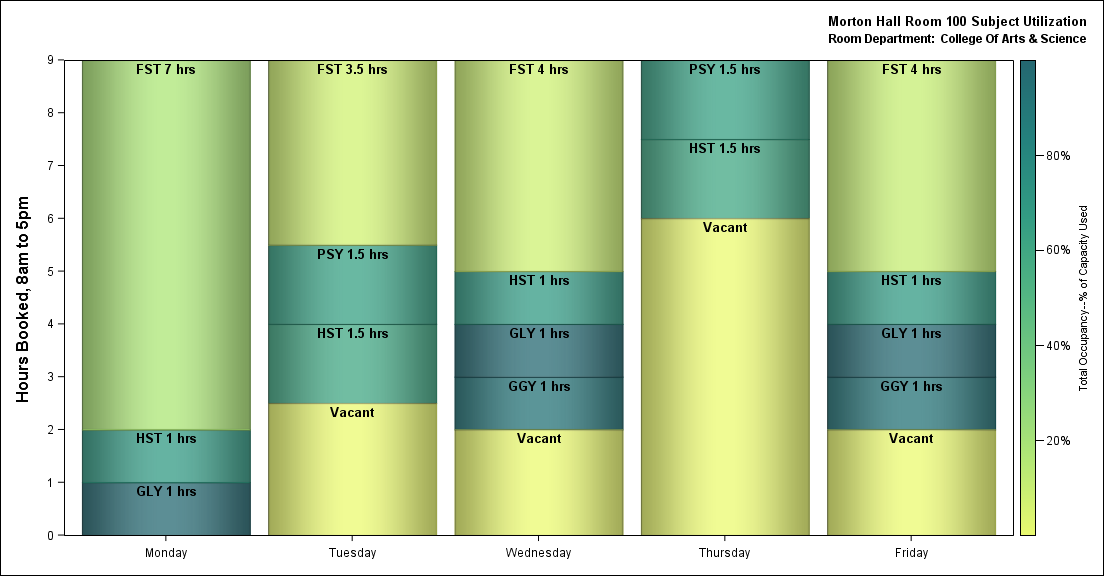 Morton Hall Room 100 Subject Utilization
Room Department: College Of Arts & Science
Hours Booked, 8am to 5pm
9
8
7
6
5
4
3
2
1
0
FST 7 hrs
HST 1 hrs
GLY 1 hrs
FST 3.5 hrs
PSY 1.5 hrs
HST 1.5 hrs
Vacant
FST 4 hrs
HST 1 hrs
GLY 1 hrs
GGY 1 hrs
Vacant
PSY 1.5 hrs
HST 1.5 hrs
Vacant
FST 4 hrs
HST 1 hrs
GLY 1 hrs
GGY 1 hrs
Vacant
Monday
Tuesday
Wednesday
Thursday
Friday
80%
60%
40%
20%
Total Occupancy--% of Capacity Used